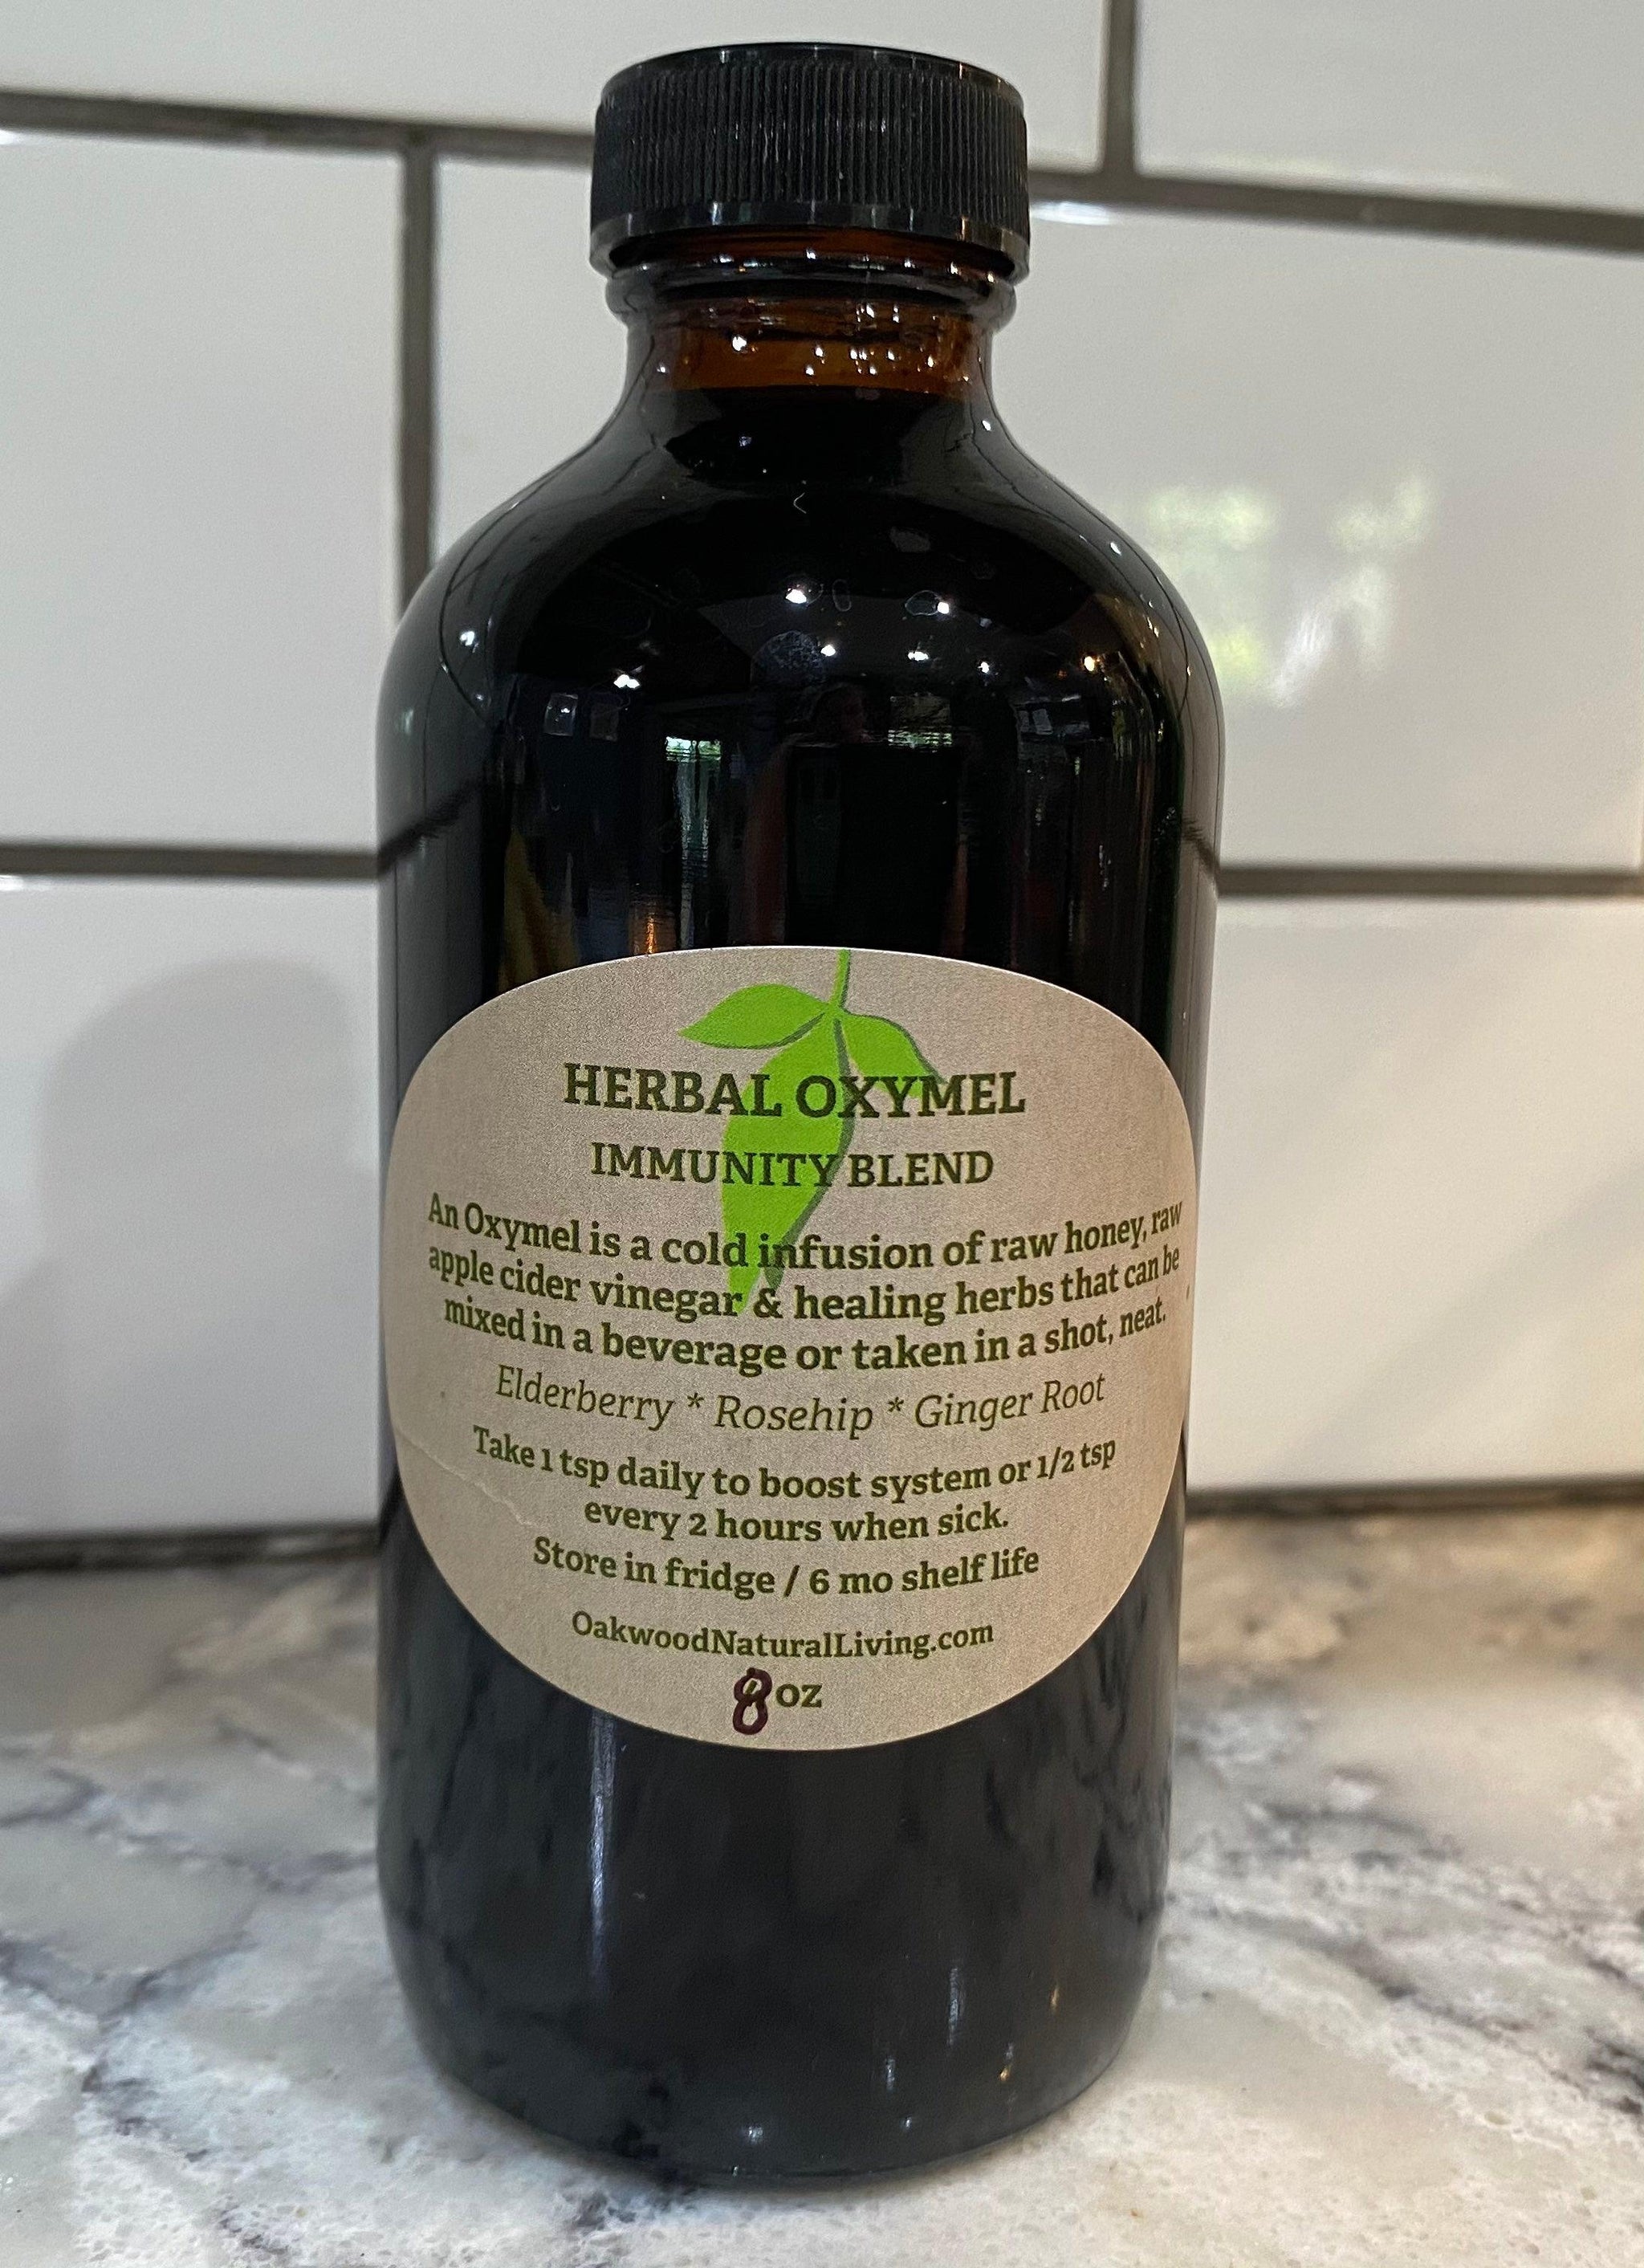 HERBAL OXYMEL
IMMUNITY BLEND
An Oxymel is a cold infusion of raw honey, raw
apple cider vinegar & healing herbs that can be
mixed in a beverage or taken in a shot, neat.
Elderberry * Rosehip * Ginger Root
Take 1 tsp daily to boost system or 1/2 tsp
every 2 hours when sick.
Store in fridge / 6 mo shelf life
OakwoodNaturalLiving.com
8 oz